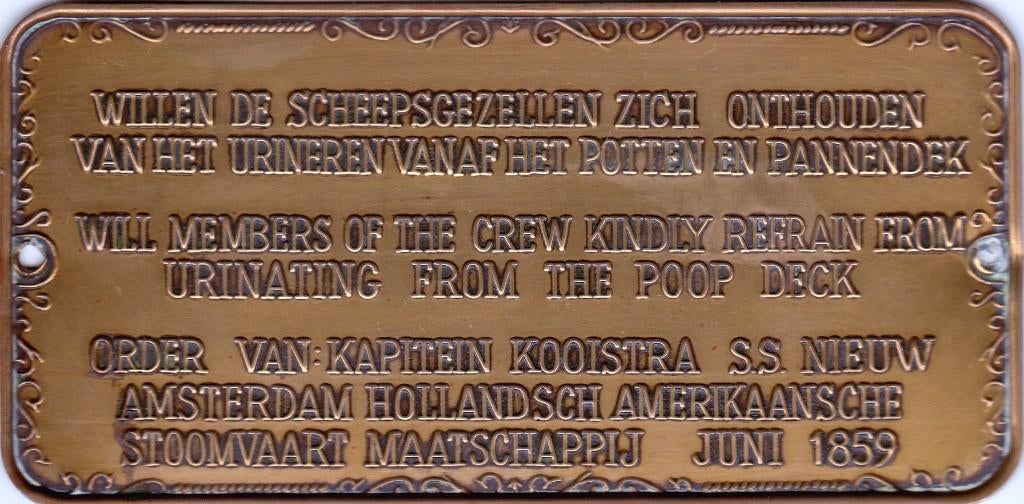 WILLEN DE SCHEEPSGEZELLEN ZICH ONTHOUDEN
VAN HET URINEREN VANAF HET POTTEN EN PANNENDEK
WILL MEMBERS OF THE CREW KINDLY REFRAIN FROM
URINATING FROM THE POOP DECK
ORDER VAN: KAPITEIN KOOISTRA S.S. NIEUW
AMSTERDAM HOLLANDSCH AMERIKAANSCHE
STOOMVAART MAATSCHAPPIJ JUNI 1859